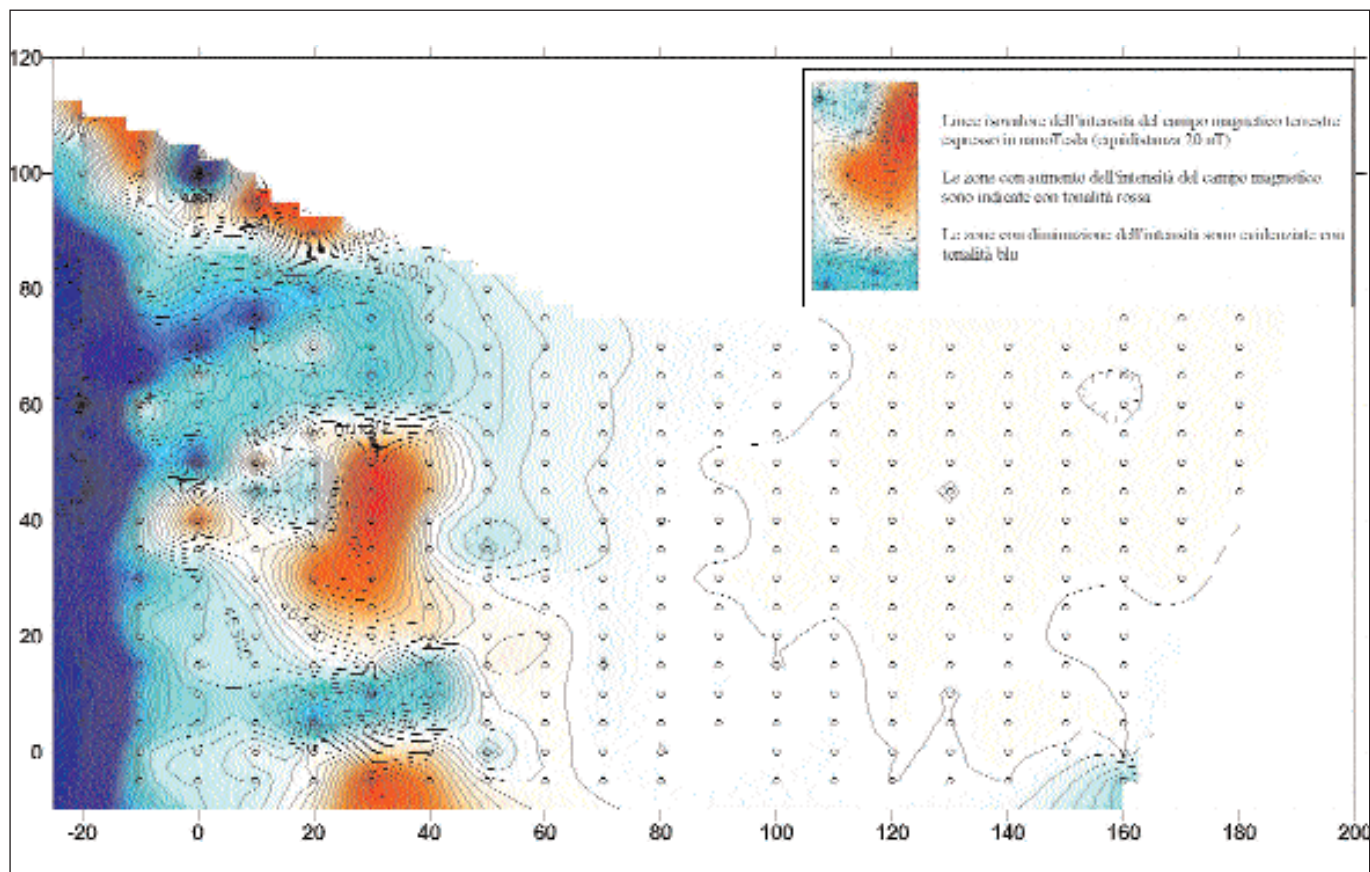 120
100
80
60
40
20
0
Linee isovalore dell'intensità del campo magnetico terrestre
espresso in nanoTesla (equidistanza 20 nT)
Le zone con aumento dell'intensità del campo magnetico
sono indicate con tonalità rossa
Le zone con diminuzione dell'intensità sono evidenziate con
tonalità blu
-20 0 20 40 60 80 100 120 140 160 180 200